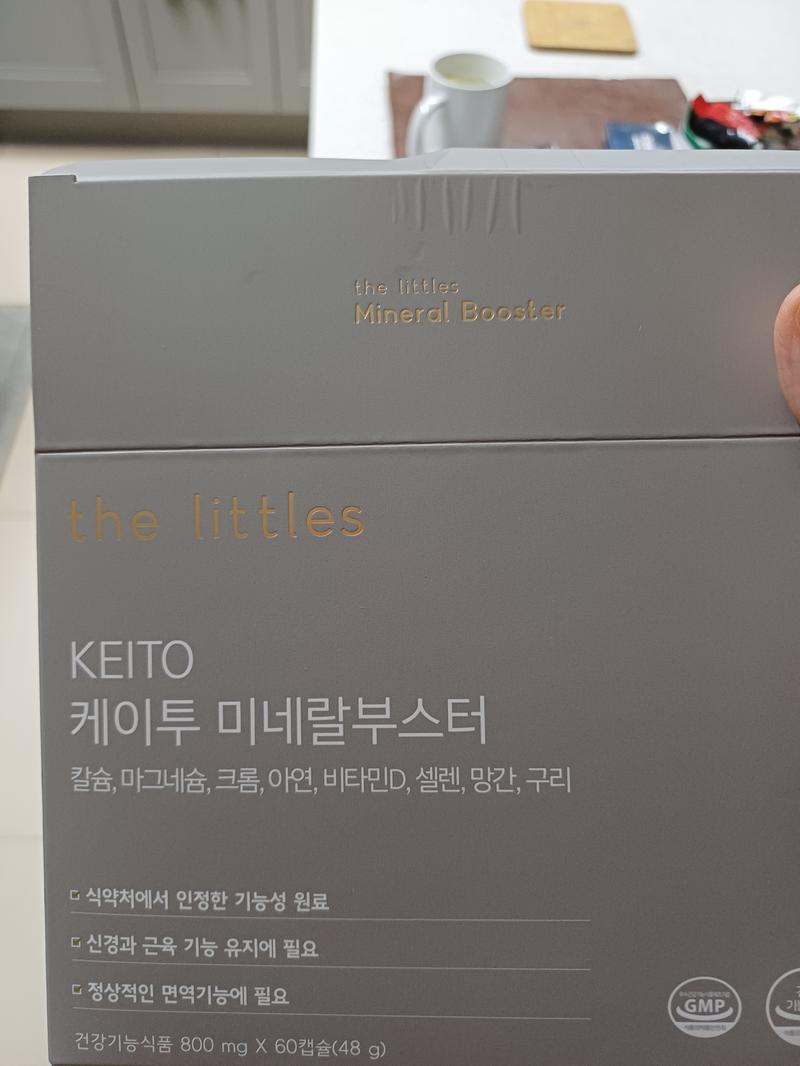 the littles
Mineral Booster
the littles
KEITO
케이투 미네랄부스터
칼슘, 마그네슘, 크롬, 아연, 비타민D, 셀렌, 망간, 구리
식약처에서 인정한 기능성 원료
신경과 근육 기능 유지에 필요
정상적인 면역기능에 필요
GMP
건강기능식품 800 mg X 60캡슐(48 g)